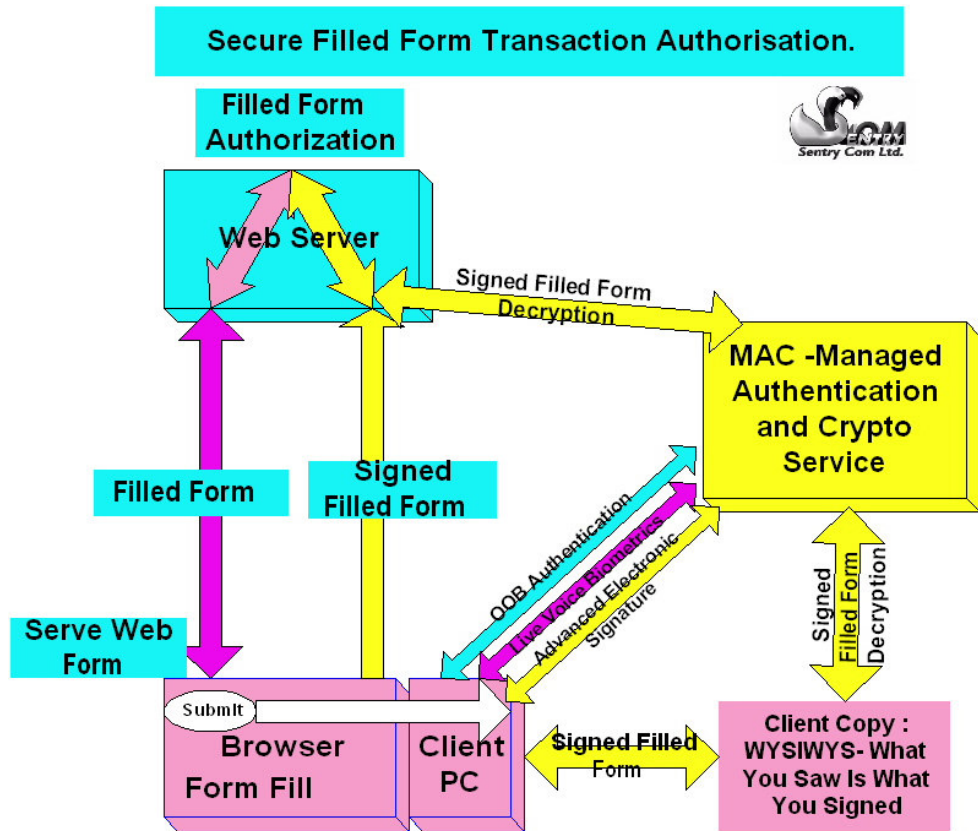 Secure Filled Form Transaction Authorisation.
Filled Form
Authorization
SentryCom
Sentry Com Ltd.
Web Server
Signed Filled Form
Decryption
MAC -Managed
Authentication
and Crypto
Service
Filled Form
Signed
Filled Form
OOB Authentication
Live Voice Biometrics
Advanced Electronic
Signature
Signed
Filled Form
Decryption
Serve Web
Form
Submit
Browser
Form Fill
Client
PC
Signed Filled
Form
Client Copy :
WYSIWYS- What
You Saw Is What
You Signed